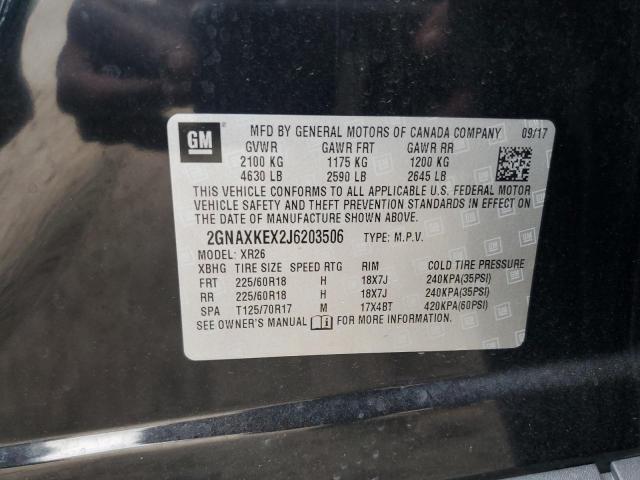 GM
MFD BY GENERAL MOTORS OF CANADA COMPANY 09/17
GVWR GAWR FRT GAWR RR
2100 KG 1175 KG 1200 KG
4630 LB 2590 LB 2645 LB
THIS VEHICLE CONFORMS TO ALL APPLICABLE U.S. FEDERAL MOTOR
VEHICLE SAFETY AND THEFT PREVENTION STANDARDS IN EFFECT ON
THE DATE OF MANUFACTURE SHOWN ABOVE.
2GNAXKEX2J6203506 TYPE: M.P.V.
MODEL: XR26
XBHG TIRE SIZE SPEED RTG RIM COLD TIRE PRESSURE
FRT 225/60R18 H 18X7J 240KPA(35PSI)
RR 225/60R18 H 18X7J 240KPA(35PSI)
SPA T125/70R17 M 17X4BT 420KPA(60PSI)
SEE OWNER'S MANUAL FOR MORE INFORMATION.